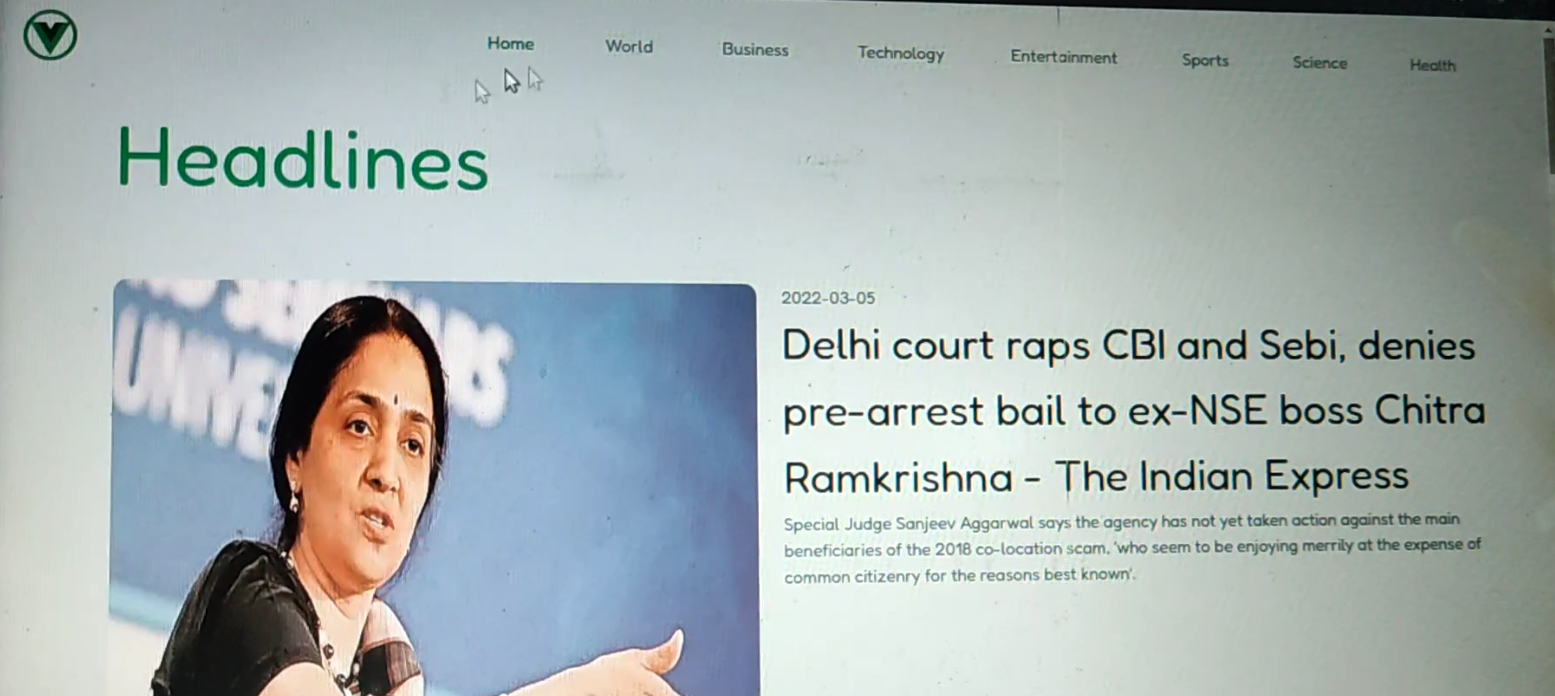 V
Home World Business Technology Entertainment Sports Science Health
Headlines
UNIVE
2022-03-05
Delhi court raps CBI and Sebi, denies
pre-arrest bail to ex-NSE boss Chitra
Ramkrishna - The Indian Express
Special Judge Sanjeev Aggarwal says the agency has not yet taken action against the main
beneficiaries of the 2018 co-location scam, 'who seem to be enjoying merrily at the expense of
common citizenry for the reasons best known'.